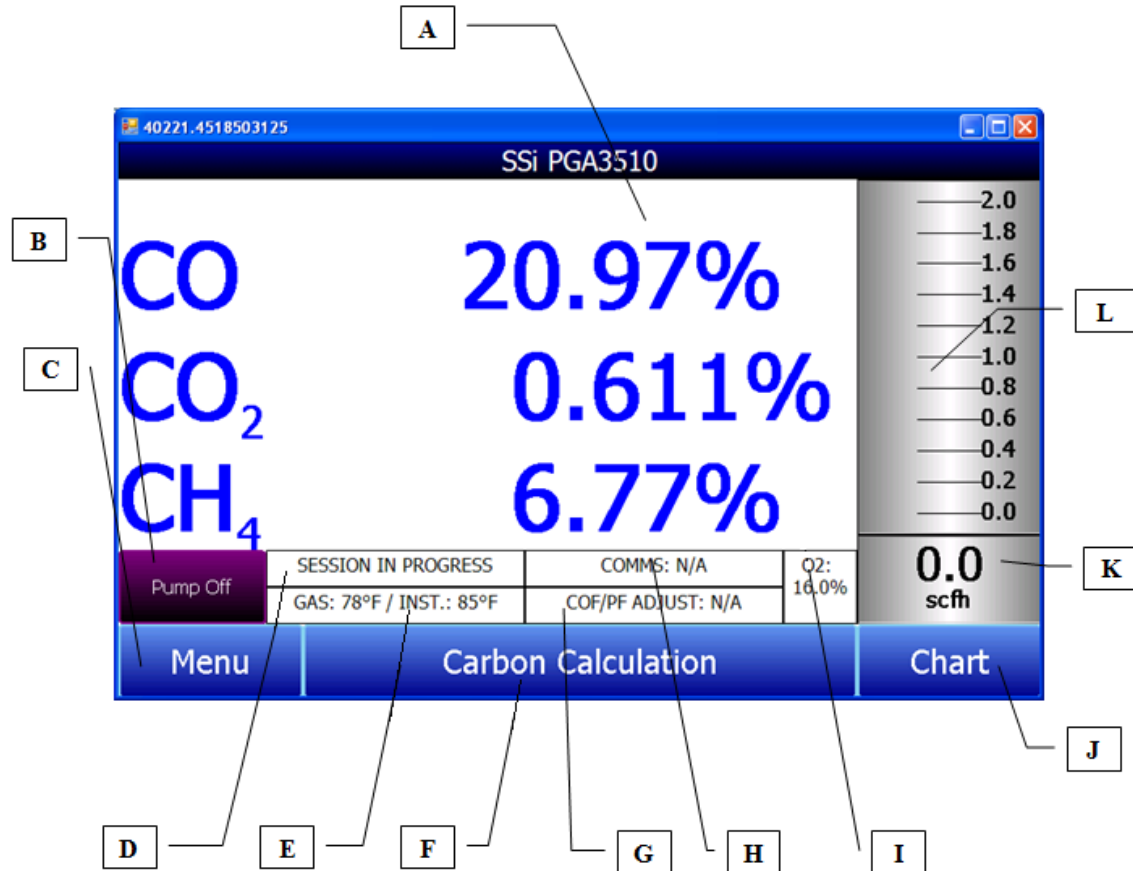 A
40221.4518503125
SSi PGA3510
B
C
L
CO 20.97%
CO₂ 0.611%
CH₄ 6.77%
2.0
1.8
1.6
1.4
1.2
1.0
0.8
0.6
0.4
0.2
0.0
Pump Off
SESSION IN PROGRESS
GAS: 78°F / INST.: 85°F
COMMS: N/A
COF/PF ADJUST: N/A
O2:
16.0%
0.0
scfh
K
Menu
Carbon Calculation
Chart
J
D
E
F
G
H
I